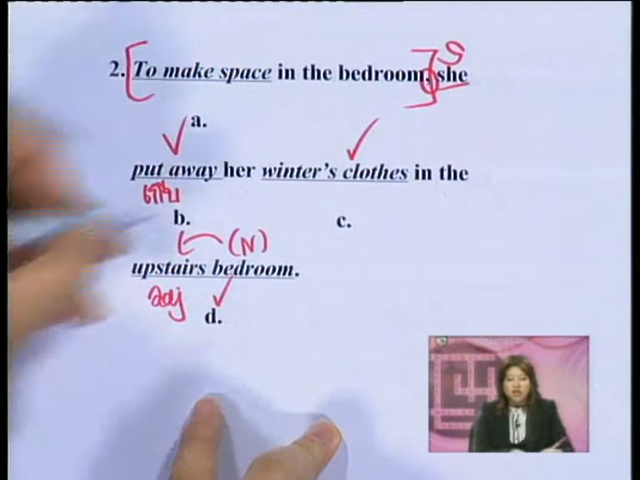 2. To make space in the bedroom, she
S
a.
put away her winter's clothes in the
เก็บ
b.
c.
(N)
upstairs bedroom.
adj
d.